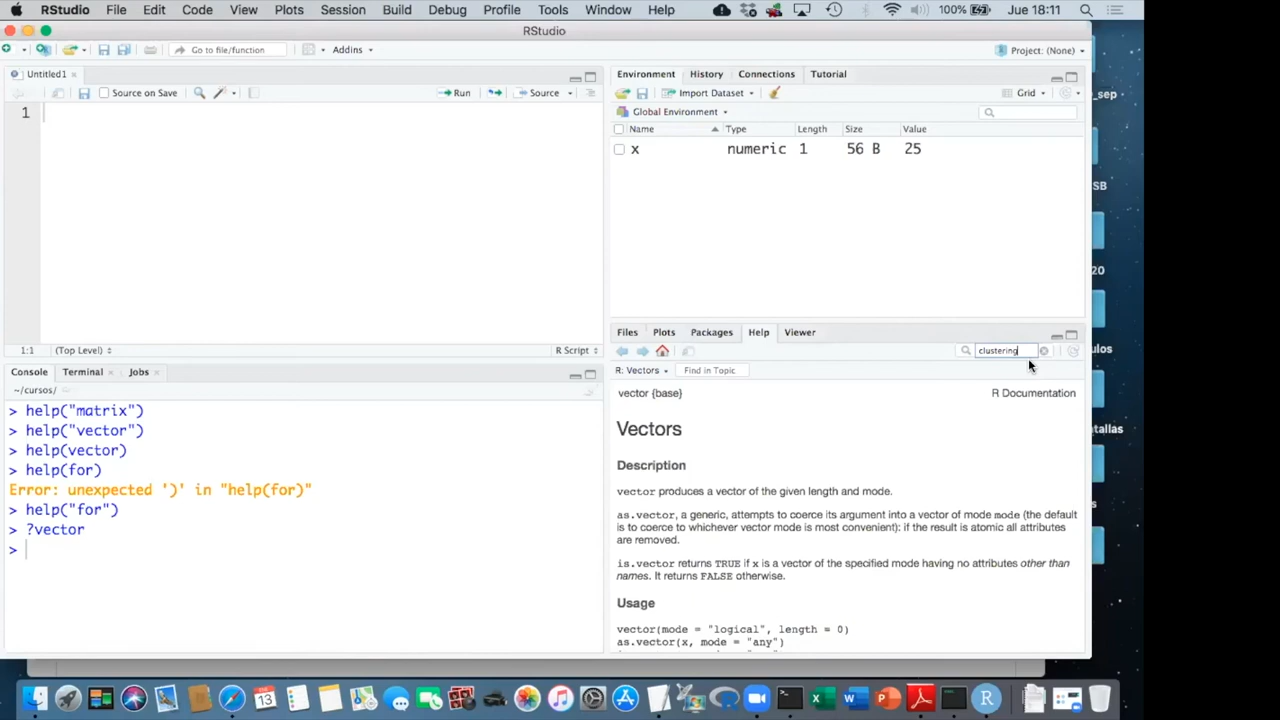 RStudio File Edit Code View Plots Session Build Debug Profile Tools Window Help 100% Jue 18:11
RStudio
Go to file/function Addins Project: (None)
Untitled1
Source on Save Run Source
1
1:1 (Top Level) R Script
Environment History Connections Tutorial
Import Dataset Grid
Global Environment
Name Type Length Size Value
x numeric 1 56 B 25
Console Terminal Jobs
~/cursos/
> help("matrix")
> help("vector")
> help(vector)
> help(for)
Error: unexpected ')' in "help(for)"
> help("for")
> ?vector
>
Files Plots Packages Help Viewer
clustering
R: Vectors Find in Topic
vector {base} R Documentation
Vectors
Description
vector produces a vector of the given length and mode.
as.vector, a generic, attempts to coerce its argument into a vector of mode mode (the default
is to coerce to whichever vector mode is most convenient); if the result is atomic all attributes
are removed.
is.vector returns TRUE if x is a vector of the specified mode having no attributes other than
names. It returns FALSE otherwise.
Usage
vector(mode = "logical", length = 0)
as.vector(x, mode = "any")
_sep
SB
20
ulos
ntallas
s
13